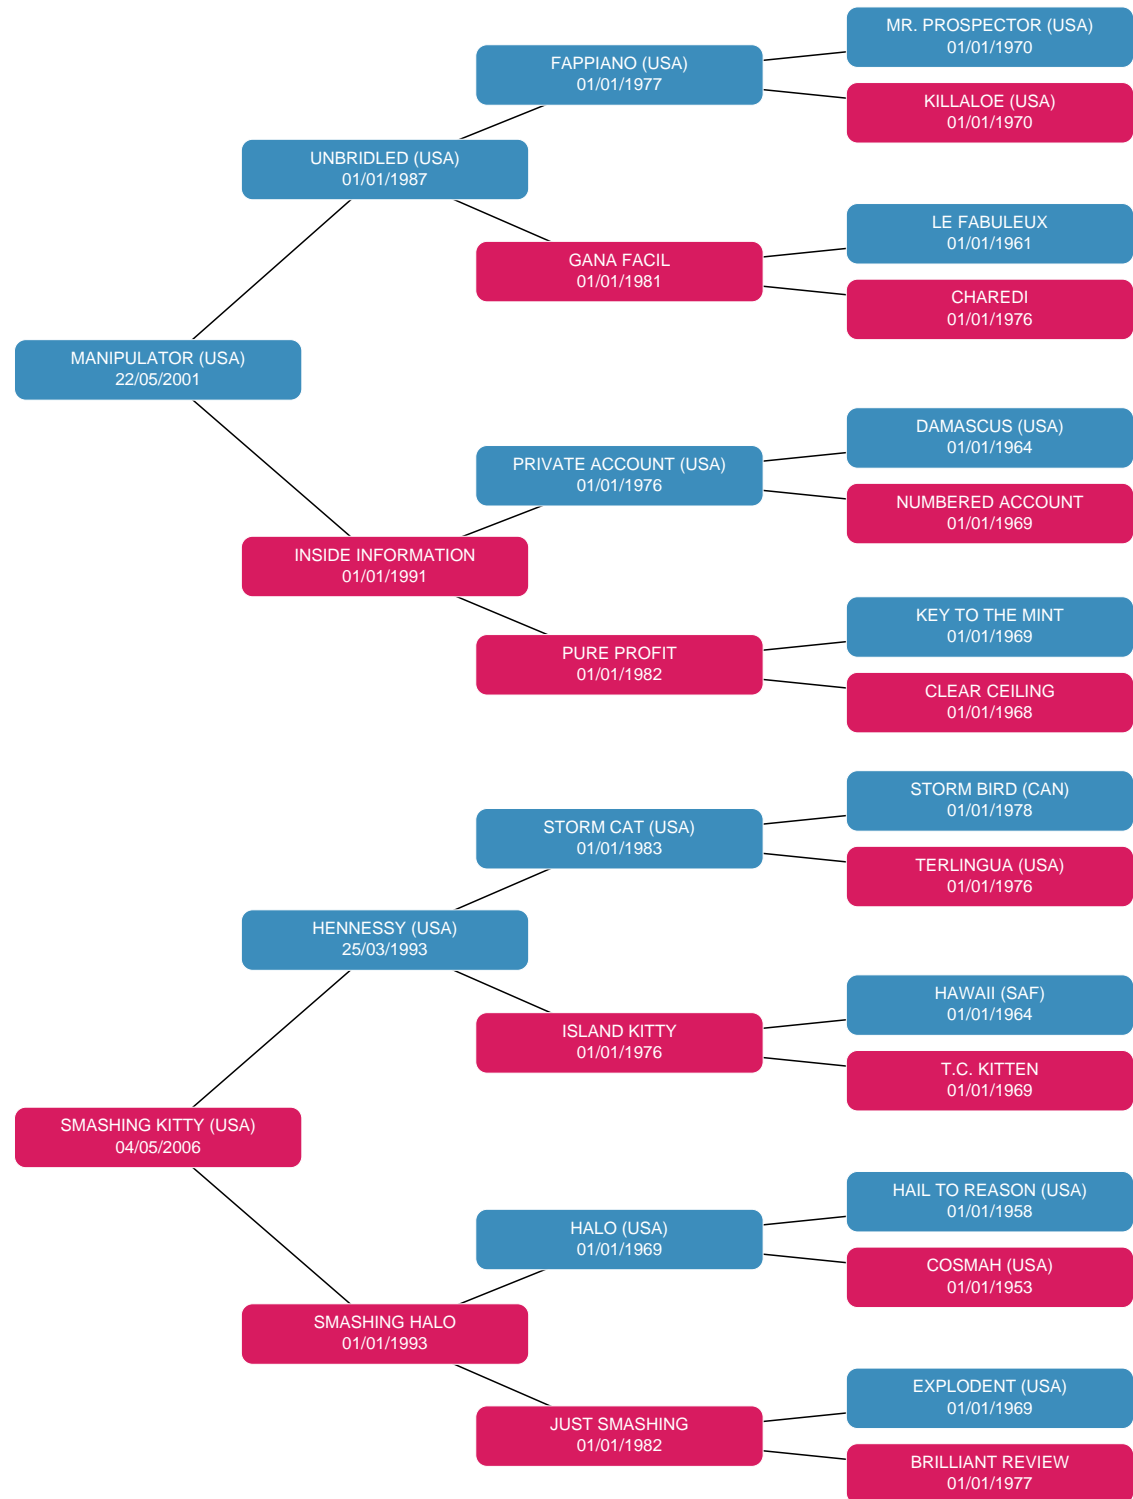 MR. PROSPECTOR (USA)
01/01/1970
FAPPIANO (USA)
01/01/1977
KILLALOE (USA)
01/01/1970
UNBRIDLED (USA)
01/01/1987
LE FABULEUX
01/01/1961
GANA FACIL
01/01/1981
CHAREDI
01/01/1976
MANIPULATOR (USA)
22/05/2001
DAMASCUS (USA)
01/01/1964
PRIVATE ACCOUNT (USA)
01/01/1976
NUMBERED ACCOUNT
01/01/1969
INSIDE INFORMATION
01/01/1991
KEY TO THE MINT
01/01/1969
PURE PROFIT
01/01/1982
CLEAR CEILING
01/01/1968
STORM BIRD (CAN)
01/01/1978
STORM CAT (USA)
01/01/1983
TERLINGUA (USA)
01/01/1976
HENNESSY (USA)
25/03/1993
HAWAII (SAF)
01/01/1964
ISLAND KITTY
01/01/1976
T.C. KITTEN
01/01/1969
SMASHING KITTY (USA)
04/05/2006
HAIL TO REASON (USA)
01/01/1958
HALO (USA)
01/01/1969
COSMAH (USA)
01/01/1953
SMASHING HALO
01/01/1993
EXPLODENT (USA)
01/01/1969
JUST SMASHING
01/01/1982
BRILLIANT REVIEW
01/01/1977